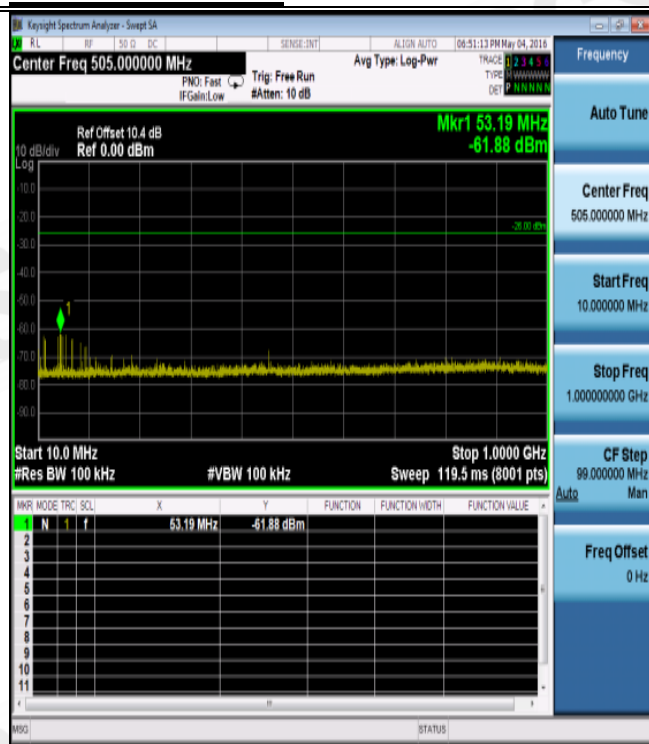 Keysight Spectrum Analyzer - Swept SA
RL RF 50 Ω DC SENSE:INT ALIGN AUTO 06:51:13 PM May 04, 2016
Center Freq 505.000000 MHz
PNO: Fast
IFGain:Low
Trig: Free Run
#Atten: 10 dB
Avg Type: Log-Pwr
TRACE 1 2 3 4 5 6
TYPE M WWWWW
DET P NNNNN
Frequency
Auto Tune
Center Freq
505.000000 MHz
Start Freq
10.000000 MHz
Stop Freq
1.000000000 GHz
CF Step
99.000000 MHz
Auto Man
Freq Offset
0 Hz
Mkr1 53.19 MHz
-61.88 dBm
Ref Offset 10.4 dB
10 dB/div Ref 0.00 dBm
Log
-10.0
-20.0
-26.00 dBm
-30.0
-40.0
-50.0
1
-60.0
-70.0
-80.0
-90.0
Start 10.0 MHz Stop 1.0000 GHz
#Res BW 100 kHz #VBW 100 kHz Sweep 119.5 ms (8001 pts)
MKR MODE TRC SCL X Y FUNCTION FUNCTION WIDTH FUNCTION VALUE
1 N 1 f 53.19 MHz -61.88 dBm
2
3
4
5
6
7
8
9
10
11
MSG STATUS